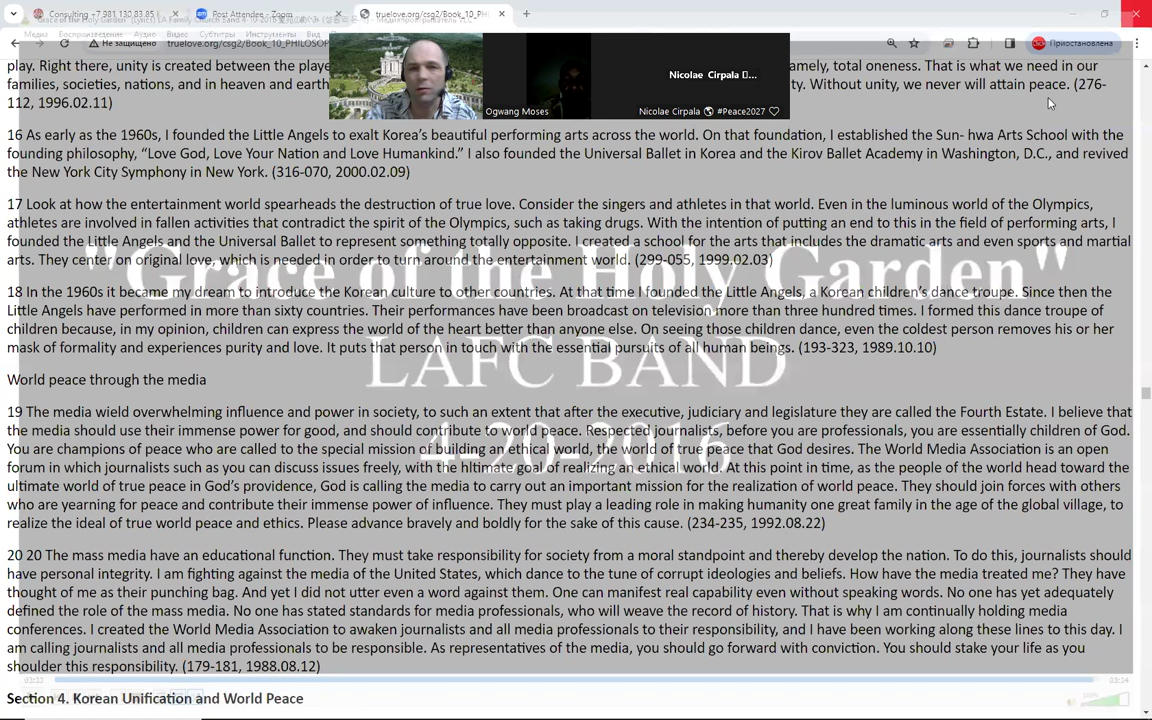 Consulting +7 981 130 83 85
Post Attendee - Zoom
truelove.org/csg2/Book_10_PH
Не защищено
truelove.org/csg2/Book_10_PHILOSOP
Приостановлена
play. Right there, unity is created between the playe
amely, total oneness. That is what we need in our
families, societies, nations, and in heaven and earth
ty. Without unity, we never will attain peace. (276-
112, 1996.02.11)
Ogwang Moses
Nicolae Cirpala
Nicolae Cirpala #Peace2027
16 As early as the 1960s, I founded the Little Angels to exalt Korea's beautiful performing arts across the world. On that foundation, I established the Sun- hwa Arts School with the
founding philosophy, "Love God, Love Your Nation and Love Humankind." I also founded the Universal Ballet in Korea and the Kirov Ballet Academy in Washington, D.C., and revived
the New York City Symphony in New York. (316-070, 2000.02.09)
17 Look at how the entertainment world spearheads the destruction of true love. Consider the singers and athletes in that world. Even in the luminous world of the Olympics,
athletes are involved in fallen activities that contradict the spirit of the Olympics, such as taking drugs. With the intention of putting an end to this in the field of performing arts, I
founded the Little Angels and the Universal Ballet to represent something totally opposite. I created a school for the arts that includes the dramatic arts and even sports and martial
arts. They center on original love, which is needed in order to turn around the entertainment world. (299-055, 1999.02.03)
"Grace of the Holy Garden"
18 In the 1960s it became my dream to introduce the Korean culture to other countries. At that time I founded the Little Angels, a Korean children's dance troupe. Since then the
Little Angels have performed in more than sixty countries. Their performances have been broadcast on television more than three hundred times. I formed this dance troupe of
children because, in my opinion, children can express the world of the heart better than anyone else. On seeing those children dance, even the coldest person removes his or her
mask of formality and experiences purity and love. It puts that person in touch with the essential pursuits of all human beings. (193-323, 1989.10.10)
LAFC BAND
World peace through the media
19 The media wield overwhelming influence and power in society, to such an extent that after the executive, judiciary and legislature they are called the Fourth Estate. I believe that
the media should use their immense power for good, and should contribute to world peace. Respected journalists, before you are professionals, you are essentially children of God.
You are champions of peace who are called to the special mission of building an ethical world, the world of true peace that God desires. The World Media Association is an open
4-20-2016
forum in which journalists such as you can discuss issues freely, with the hltimate goal of realizing an ethical world. At this point in time, as the people of the world head toward the
ultimate world of true peace in God's providence, God is calling the media to carry out an important mission for the realization of world peace. They should join forces with others
who are yearning for peace and contribute their immense power of influence. They must play a leading role in making humanity one great family in the age of the global village, to
realize the ideal of true world peace and ethics. Please advance bravely and boldly for the sake of this cause. (234-235, 1992.08.22)
20 20 The mass media have an educational function. They must take responsibility for society from a moral standpoint and thereby develop the nation. To do this, journalists should
have personal integrity. I am fighting against the media of the United States, which dance to the tune of corrupt ideologies and beliefs. How have the media treated me? They have
thought of me as their punching bag. And yet I did not utter even a word against them. One can manifest real capability even without speaking words. No one has yet adequately
defined the role of the mass media. No one has stated standards for media professionals, who will weave the record of history. That is why I am continually holding media
conferences. I created the World Media Association to awaken journalists and all media professionals to their responsibility, and I have been working along these lines to this day. I
am calling journalists and all media professionals to be responsible. As representatives of the media, you should go forward with conviction. You should stake your life as you
shoulder this responsibility. (179-181, 1988.08.12)
Section 4. Korean Unification and World Peace